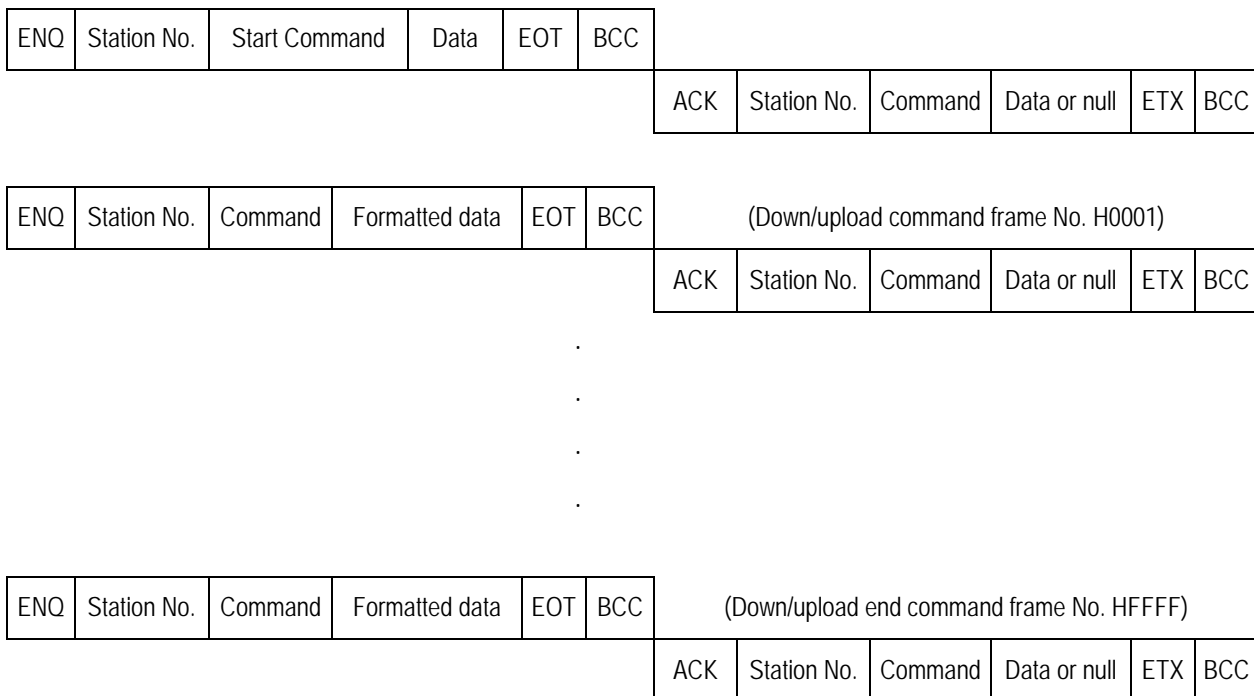 ENQ Station No. Start Command Data EOT BCC
ACK Station No. Command Data or null ETX BCC
ENQ Station No. Command Formatted data EOT BCC (Down/upload command frame No. H0001)
ACK Station No. Command Data or null ETX BCC
.
.
.
.
ENQ Station No. Command Formatted data EOT BCC (Down/upload end command frame No. HFFFF)
ACK Station No. Command Data or null ETX BCC